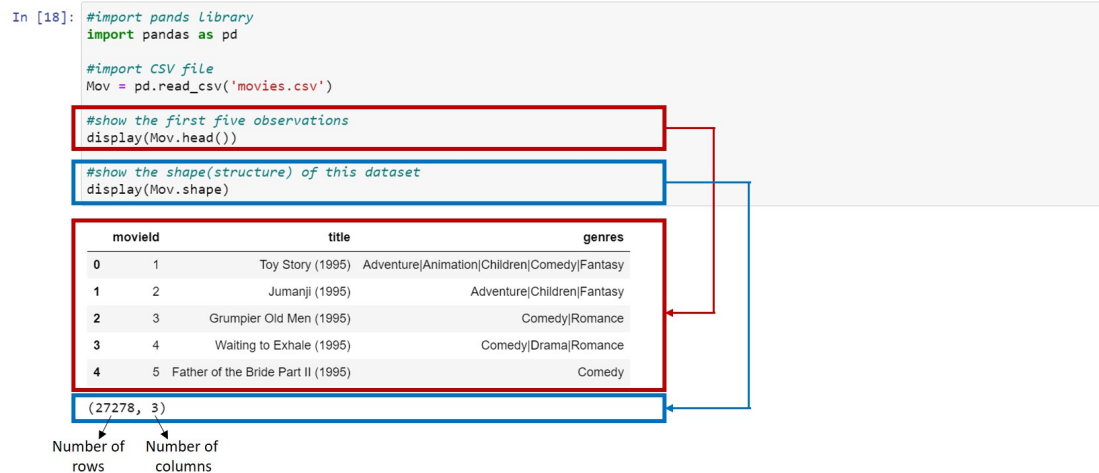 In [18]: #import pands library
import pandas as pd
#import CSV file
Mov = pd.read_csv('movies.csv')
#show the first five observations
display(Mov.head())
#show the shape(structure) of this dataset
display(Mov.shape)
movieId title genres
0 1 Toy Story (1995) Adventure|Animation|Children|Comedy|Fantasy
1 2 Jumanji (1995) Adventure|Children|Fantasy
2 3 Grumpier Old Men (1995) Comedy|Romance
3 4 Waiting to Exhale (1995) Comedy|Drama|Romance
4 5 Father of the Bride Part II (1995) Comedy
(27278, 3)
Number of
rows
Number of
columns